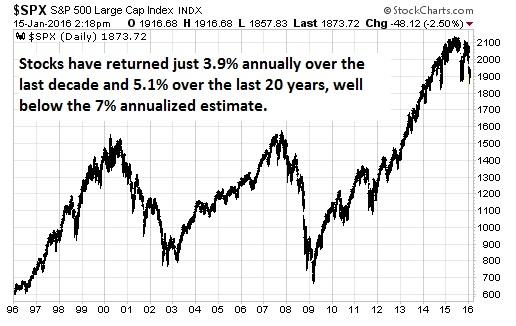 $SPX S&P 500 Large Cap Index INDX © StockCharts.com
15-Jan-2016 2:18pm O 1916.68 H 1916.68 L 1857.83 Last 1873.72 Chg -48.12 (-2.50%) ▼
$SPX (Daily) 1873.72
Stocks have returned just 3.9% annually over the
last decade and 5.1% over the last 20 years, well
below the 7% annualized estimate.
2100
2000
1900
1800
1700
1600
1500
1400
1300
1200
1100
1000
900
800
700
600
96 97 98 99 00 01 02 03 04 05 06 07 08 09 10 11 12 13 14 15 16